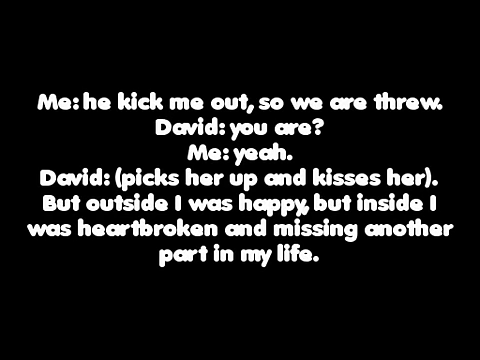 Me: he kick me out, so we are threw.
David: you are?
Me: yeah.
David: (picks her up and kisses her).
But outside I was happy, but inside I
was heartbroken and missing another
part in my life.